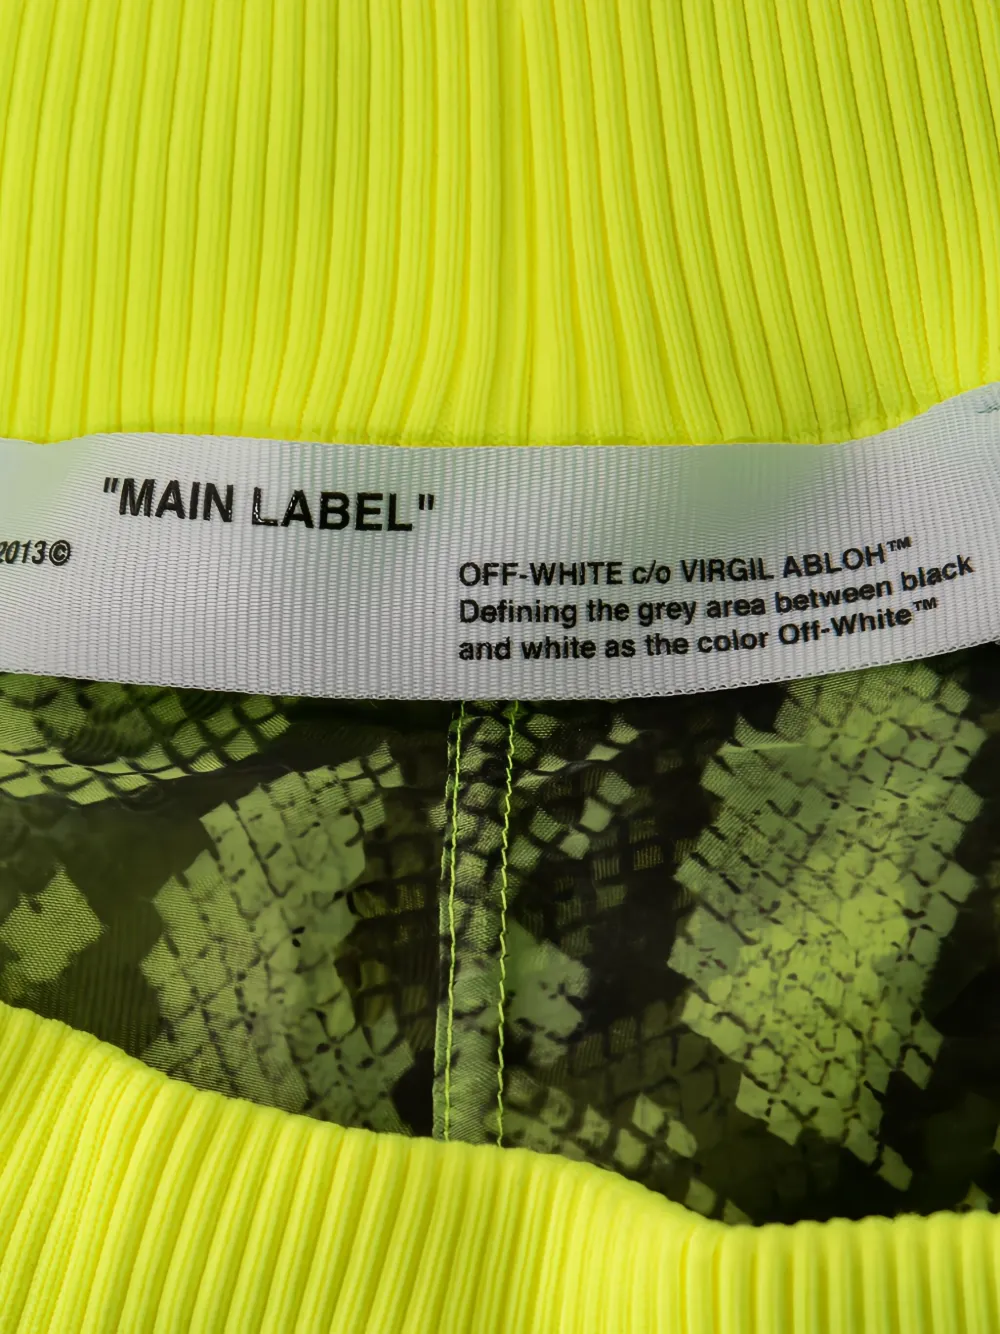 "MAIN LABEL"
2013©
OFF-WHITE c/o VIRGIL ABLOH™
Defining the grey area between black
and white as the color Off-White™